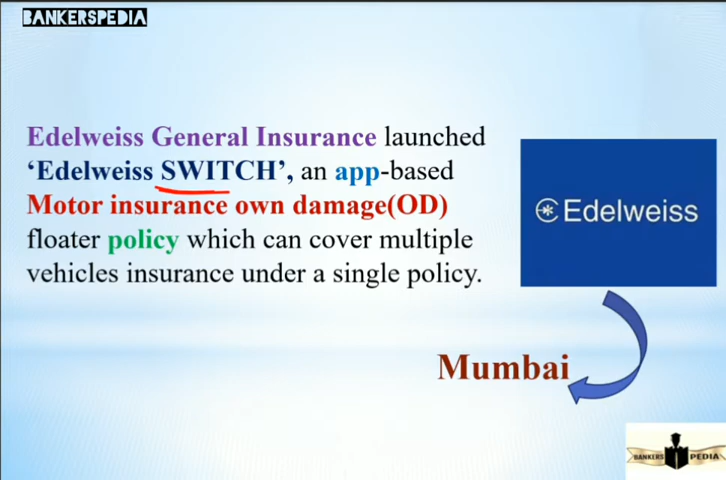 BANKERSPEDIA
Edelweiss General Insurance launched
‘Edelweiss SWITCH’, an app-based
Motor insurance own damage(OD)
floater policy which can cover multiple
vehicles insurance under a single policy.
Edelweiss
Mumbai
BANKERS PEDIA